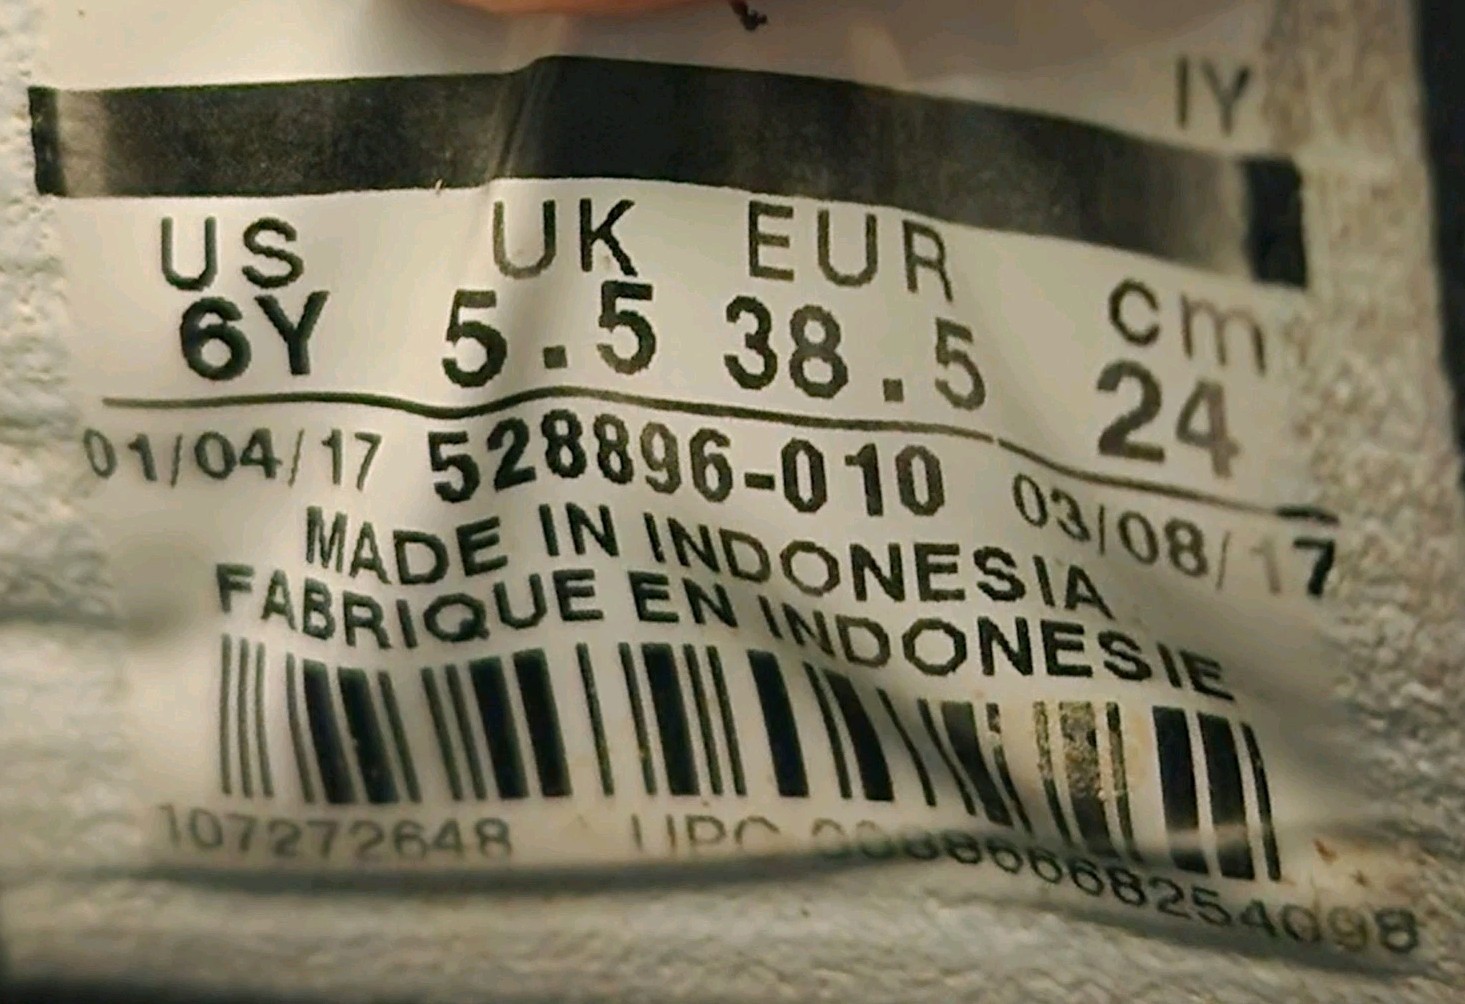 IY
US UK EUR cm
6Y 5.5 38.5 24
01/04/17 528896-010 03/08/17
MADE IN INDONESIA
FABRIQUE EN INDONESIE
107272648 UPC